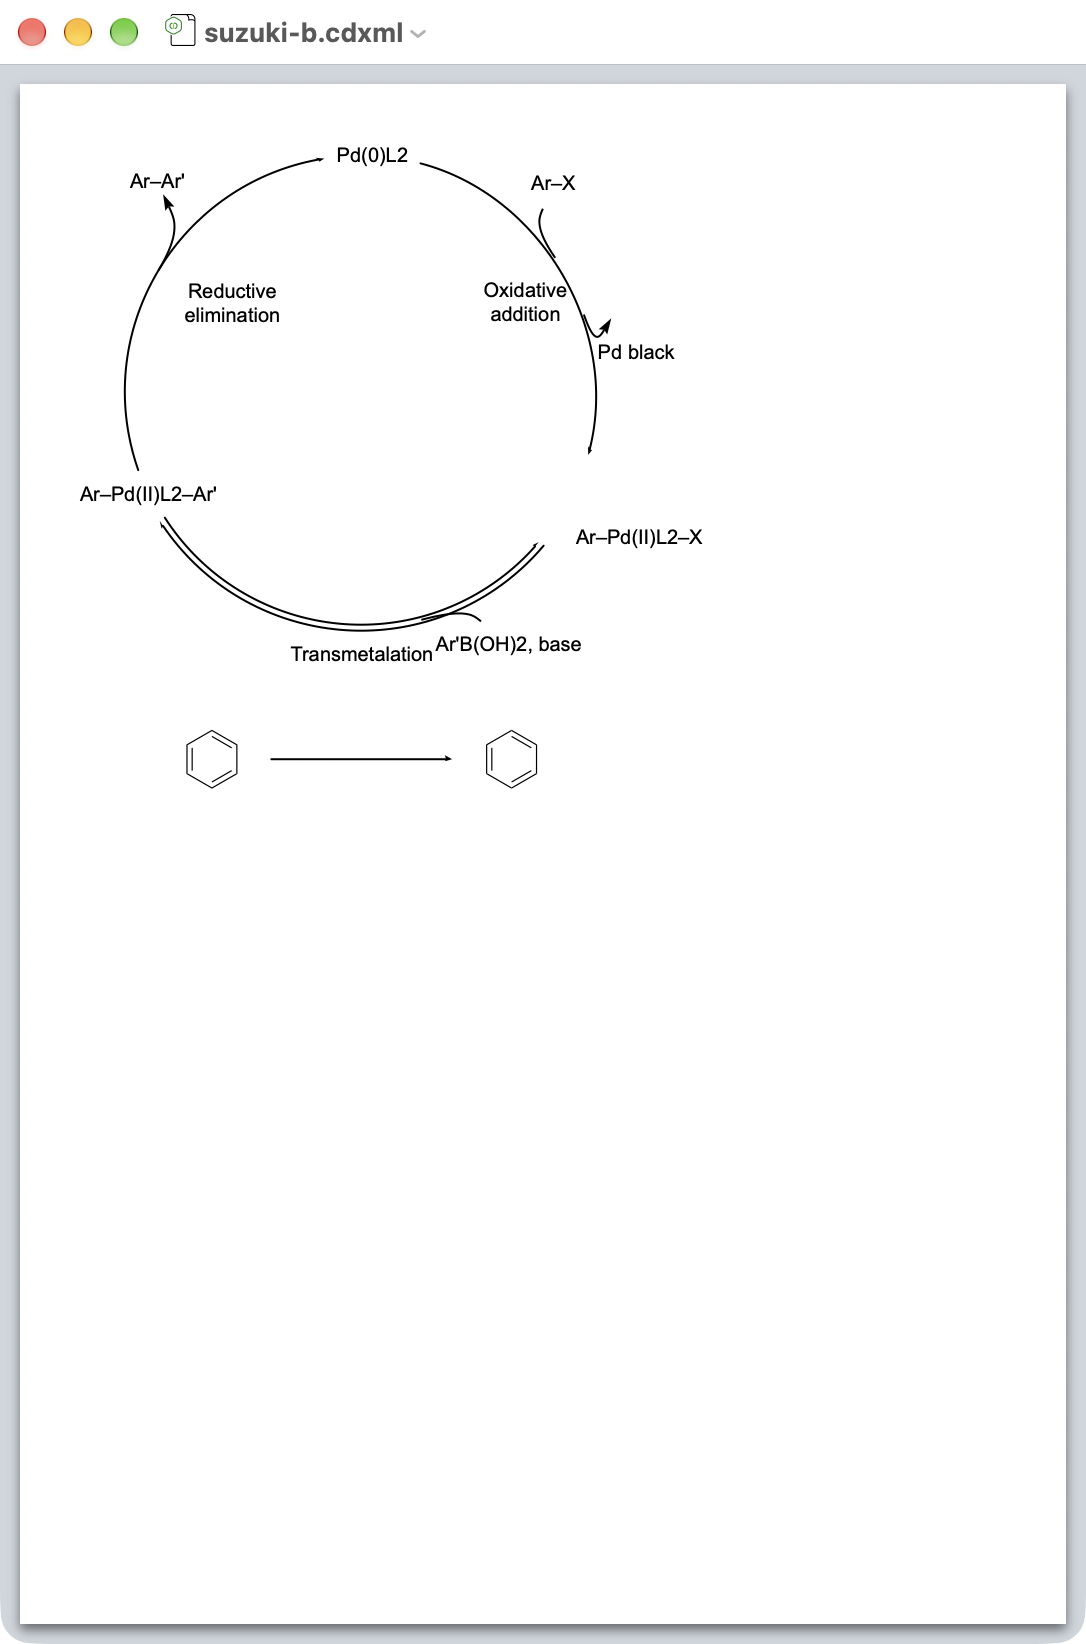 suzuki-b.cdxml
Pd(0)L2
Ar–Ar'
Ar–X
Reductive
elimination
Oxidative
addition
Pd black
Ar–Pd(II)L2–Ar'
Ar–Pd(II)L2–X
Ar'B(OH)2, base
Transmetalation